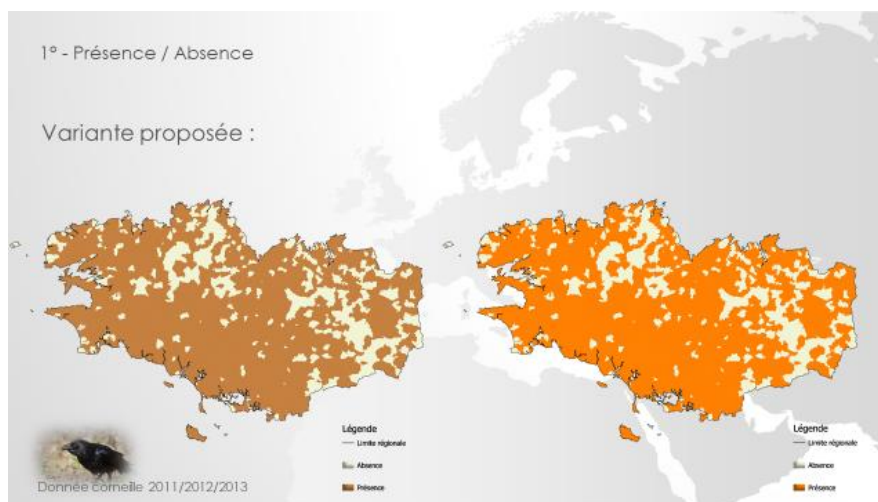 1° - Présence / Absence
Variante proposée :
Légende
Limite régionale
Absence
Présence
Légende
Limite régionale
Absence
Présence
Donnée corneille 2011/2012/2013